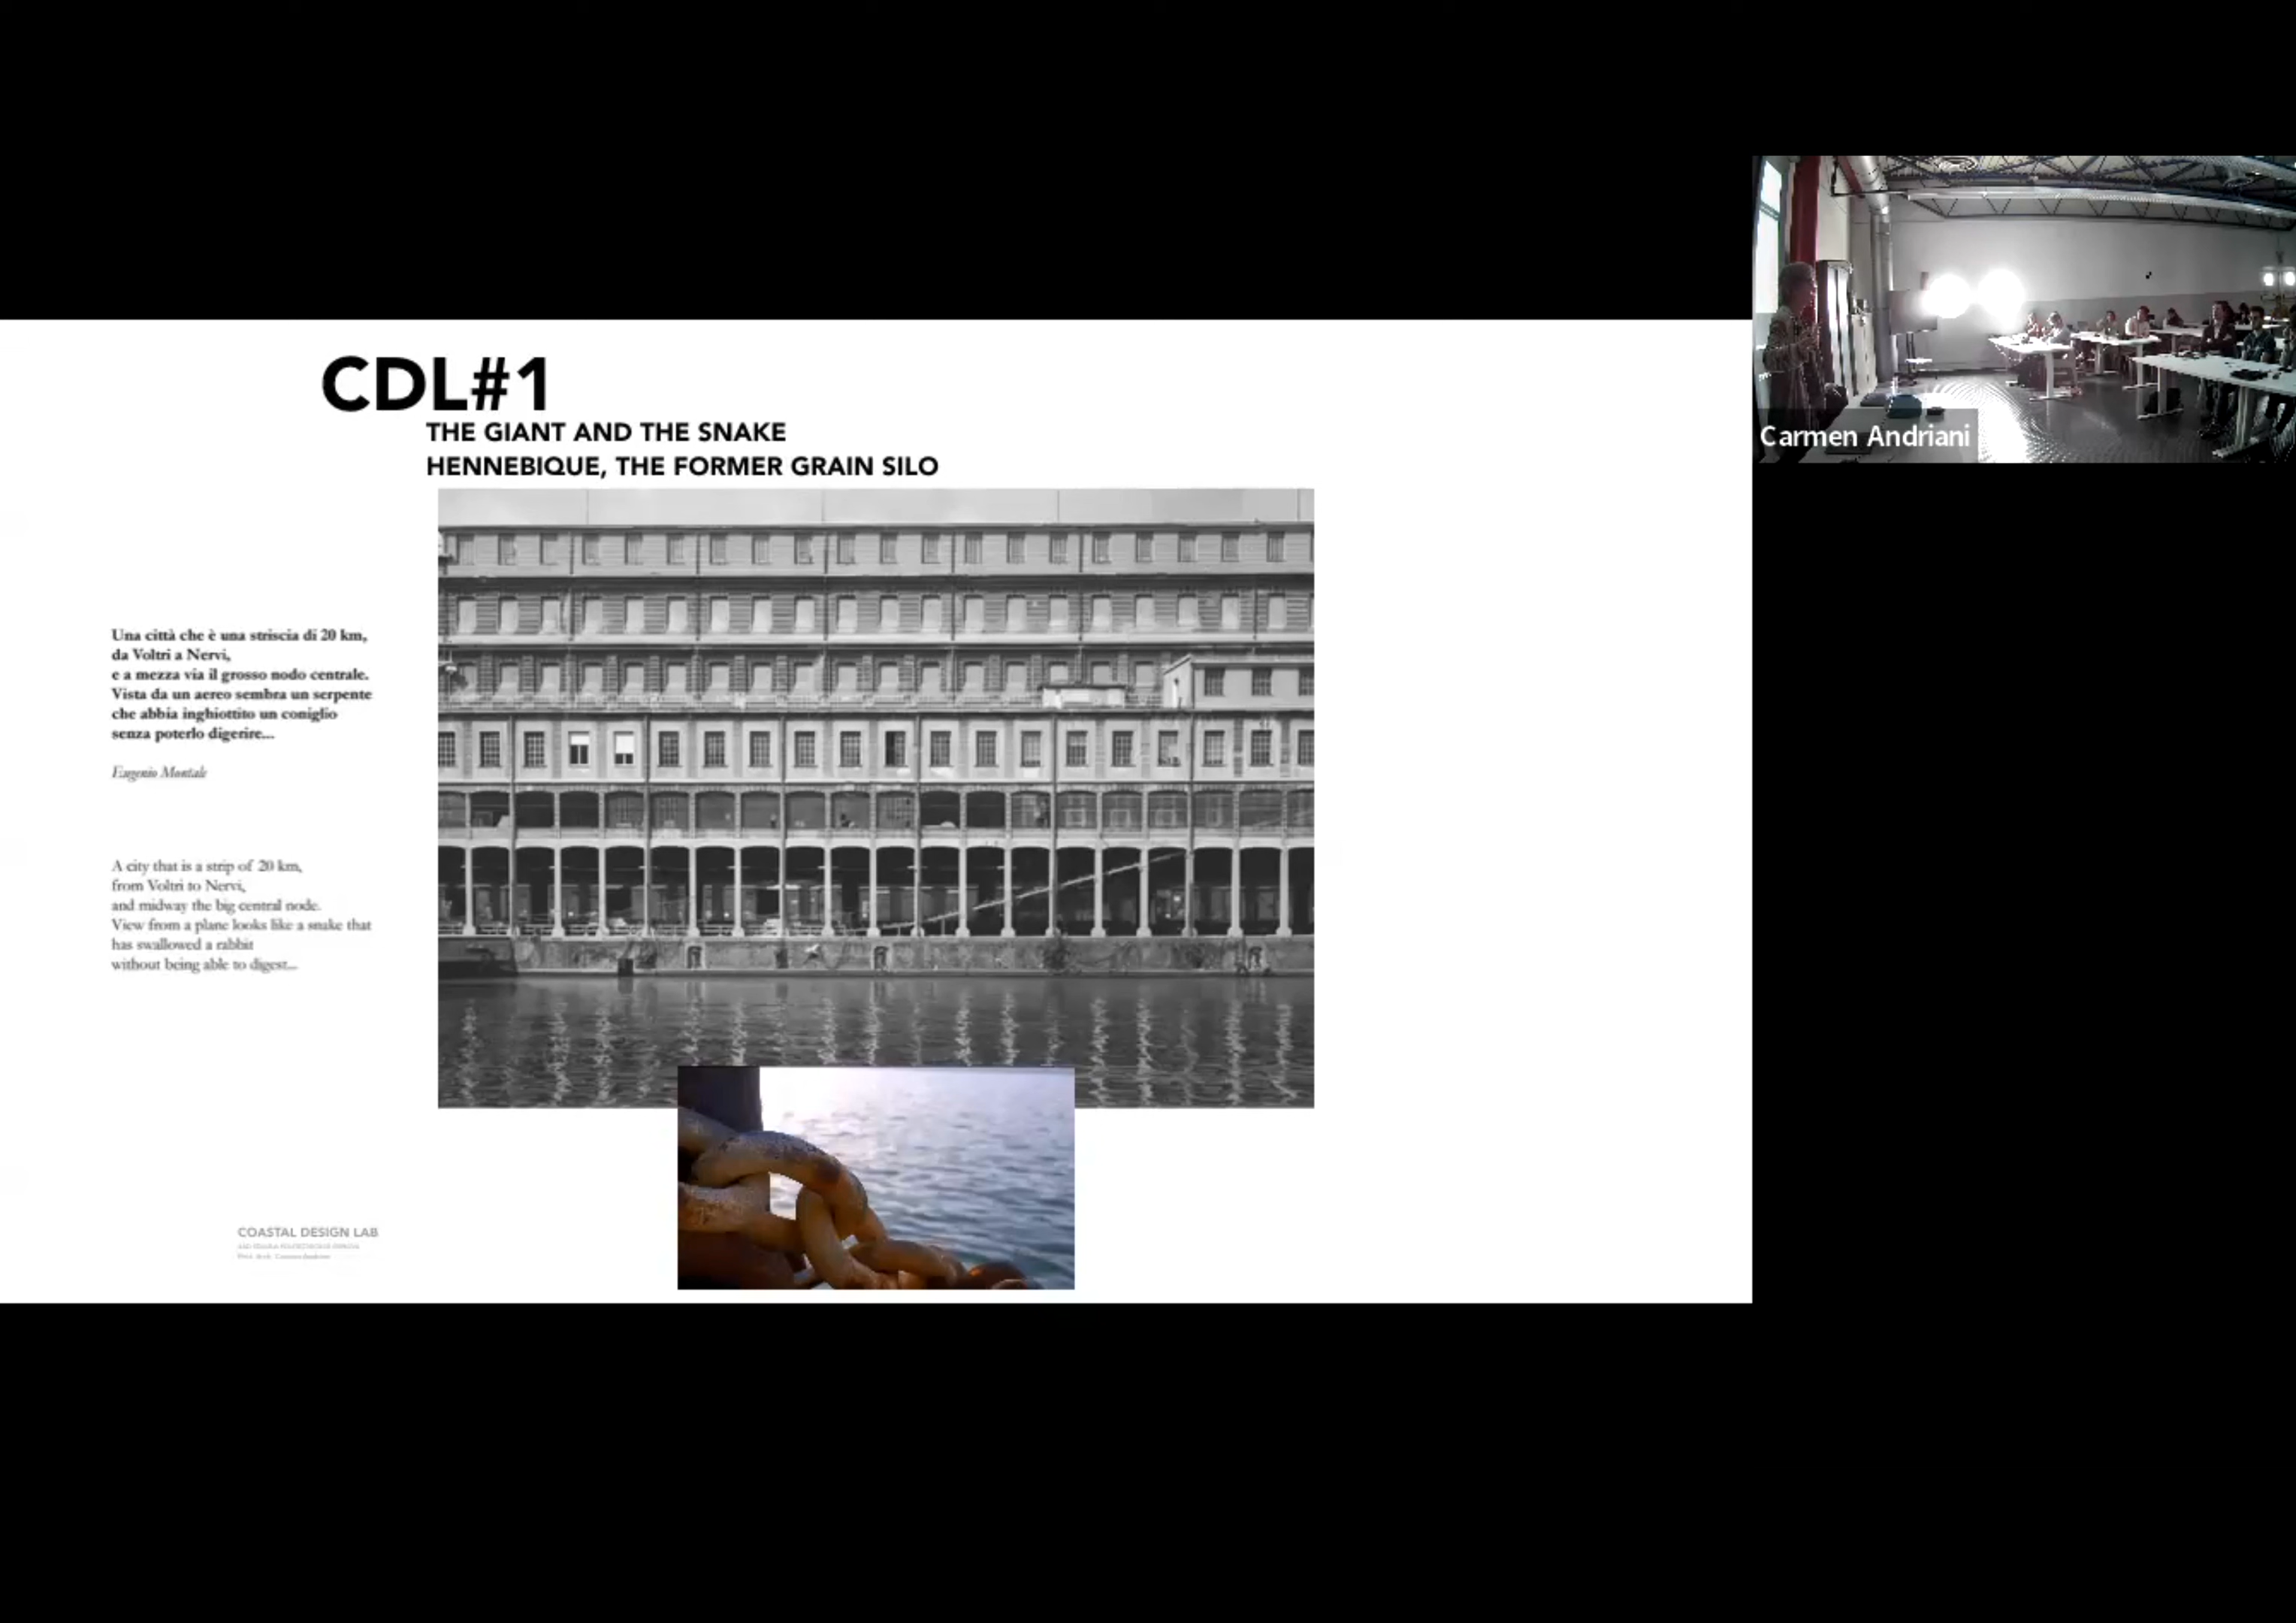 CDL#1
THE GIANT AND THE SNAKE
HENNEBIQUE, THE FORMER GRAIN SILO
Una città che è una striscia di 20 km,
da Voltri a Nervi,
e a mezza via il grosso nodo centrale.
Vista da un aereo sembra un serpente
che abbia inghiottito un coniglio
senza poterlo digerire...
Eugenio Montale
A city that is a strip of 20 km,
from Voltri to Nervi,
and midway the big central node.
View from a plane looks like a snake that
has swallowed a rabbit
without being able to digest...
COASTAL DESIGN LAB
Carmen Andriani